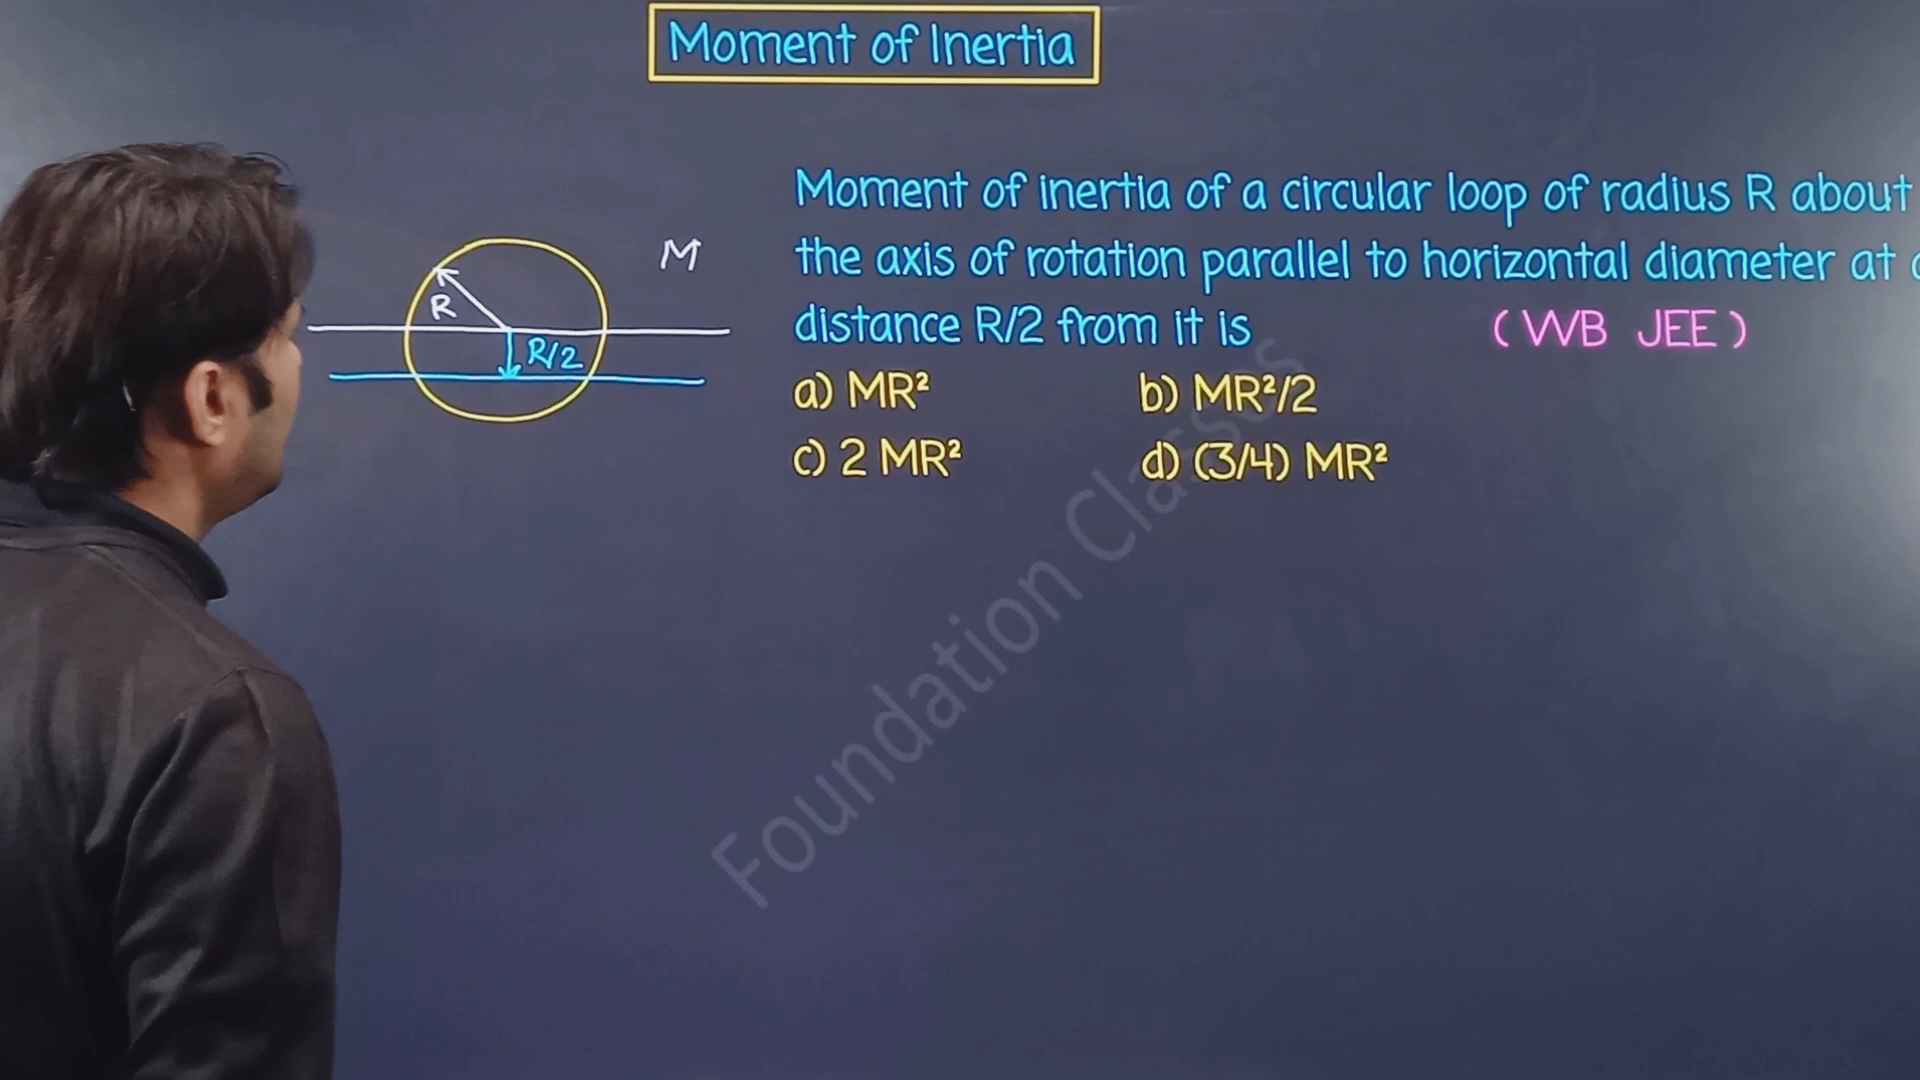 Moment of Inertia
Moment of inertia of a circular loop of radius R about
the axis of rotation parallel to horizontal diameter at a
distance R/2 from it is (WB JEE)
a) MR² b) MR²/2
c) 2 MR² d) (3/4) MR²
M
R
R/2
Foundation Classes